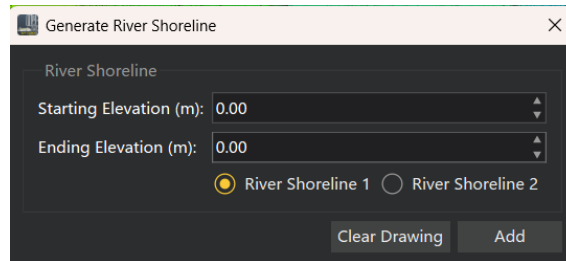 Generate River Shoreline
River Shoreline
Starting Elevation (m): 0.00
Ending Elevation (m): 0.00
River Shoreline 1 River Shoreline 2
Clear Drawing Add